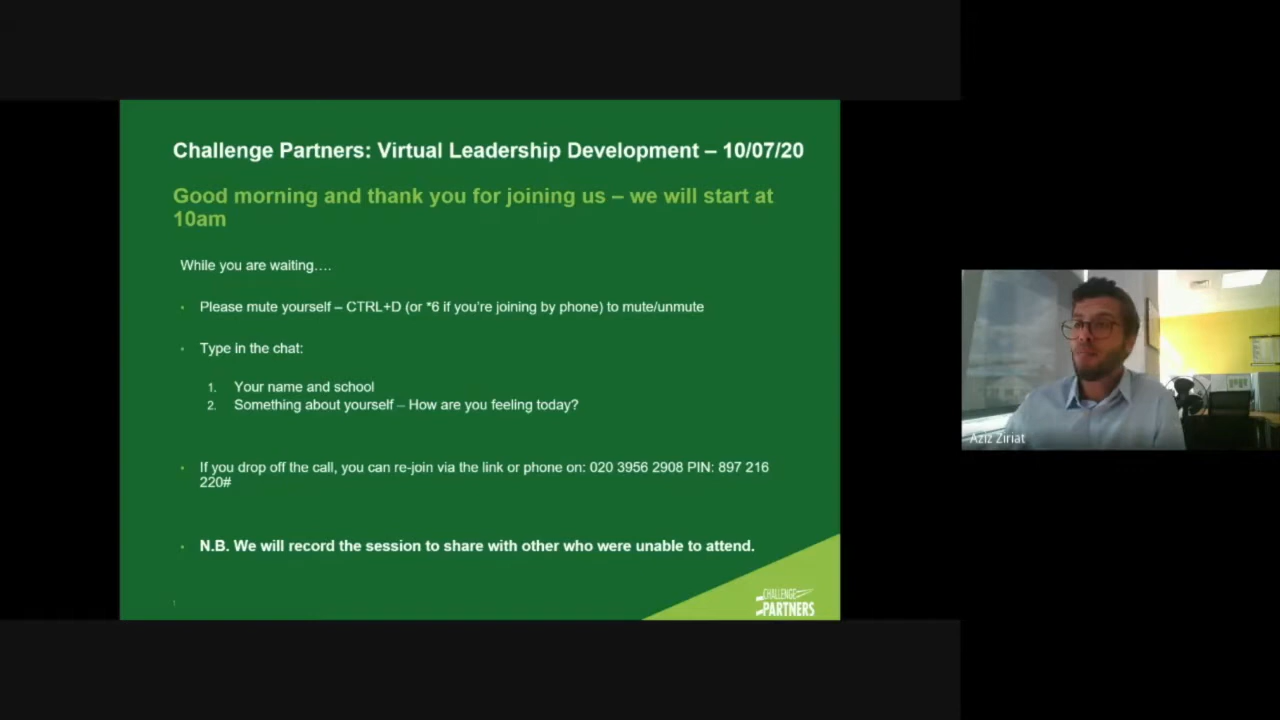 Challenge Partners: Virtual Leadership Development – 10/07/20
Good morning and thank you for joining us – we will start at
10am
While you are waiting….
• Please mute yourself – CTRL+D (or *6 if you're joining by phone) to mute/unmute
• Type in the chat:
1. Your name and school
2. Something about yourself – How are you feeling today?
• If you drop off the call, you can re-join via the link or phone on: 020 3956 2908 PIN: 897 216
220#
• N.B. We will record the session to share with other who were unable to attend.
1
CHALLENGE
PARTNERS
Aziz Ziriat